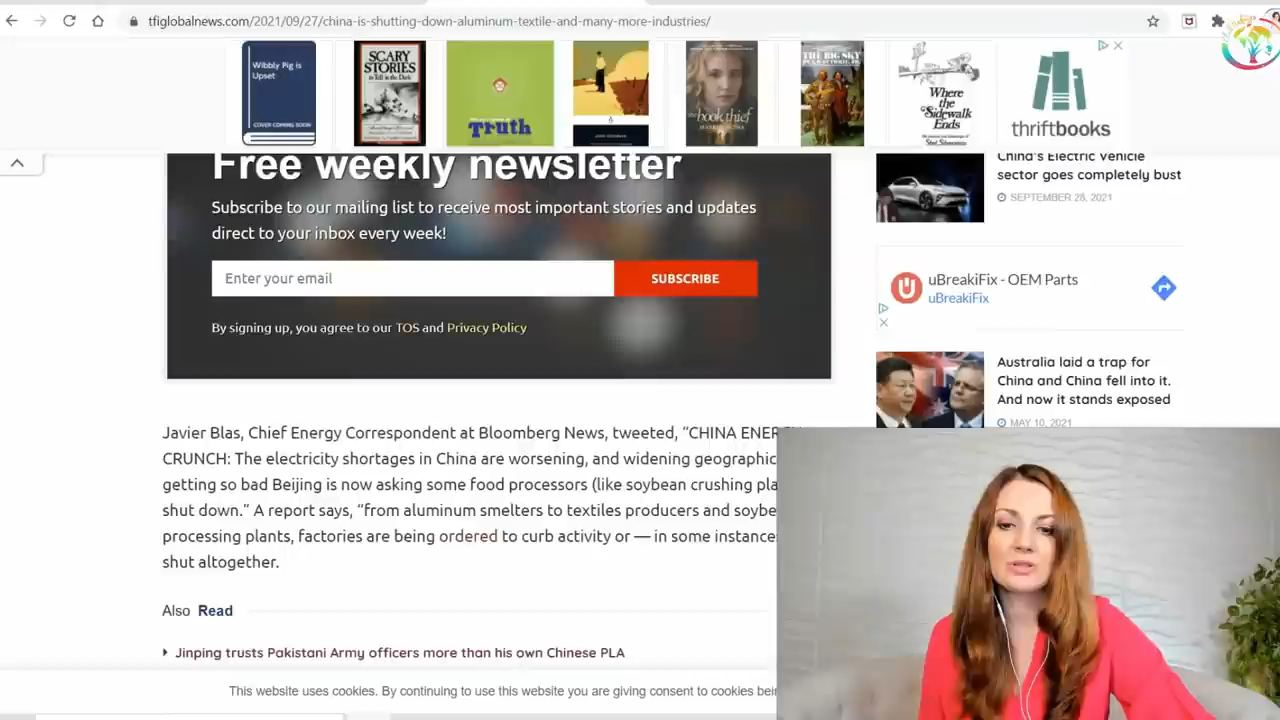 tfiglobalnews.com/2021/09/27/china-is-shutting-down-aluminum-textile-and-many-more-industries/
Wibbly Pig is
Upset
COVER COMING SOON
SCARY
STORIES
to Tell in the Dark
Truth
the book thief
THE BIG SKY
Where
the
Sidewalk
Ends
thriftbooks
Free weekly newsletter
Subscribe to our mailing list to receive most important stories and updates
direct to your inbox every week!
Enter your email
SUBSCRIBE
By signing up, you agree to our TOS and Privacy Policy
Javier Blas, Chief Energy Correspondent at Bloomberg News, tweeted, “CHINA ENERGY
CRUNCH: The electricity shortages in China are worsening, and widening geographic
getting so bad Beijing is now asking some food processors (like soybean crushing pla
shut down.” A report says, “from aluminum smelters to textiles producers and soybe
processing plants, factories are being ordered to curb activity or — in some instances
shut altogether.
Also Read
Jinping trusts Pakistani Army officers more than his own Chinese PLA
This website uses cookies. By continuing to use this website you are giving consent to cookies bein
China's Electric vehicle
sector goes completely bust
SEPTEMBER 28, 2021
uBreakiFix - OEM Parts
uBreakiFix
Australia laid a trap for
China and China fell into it.
And now it stands exposed
MAY 10, 2021